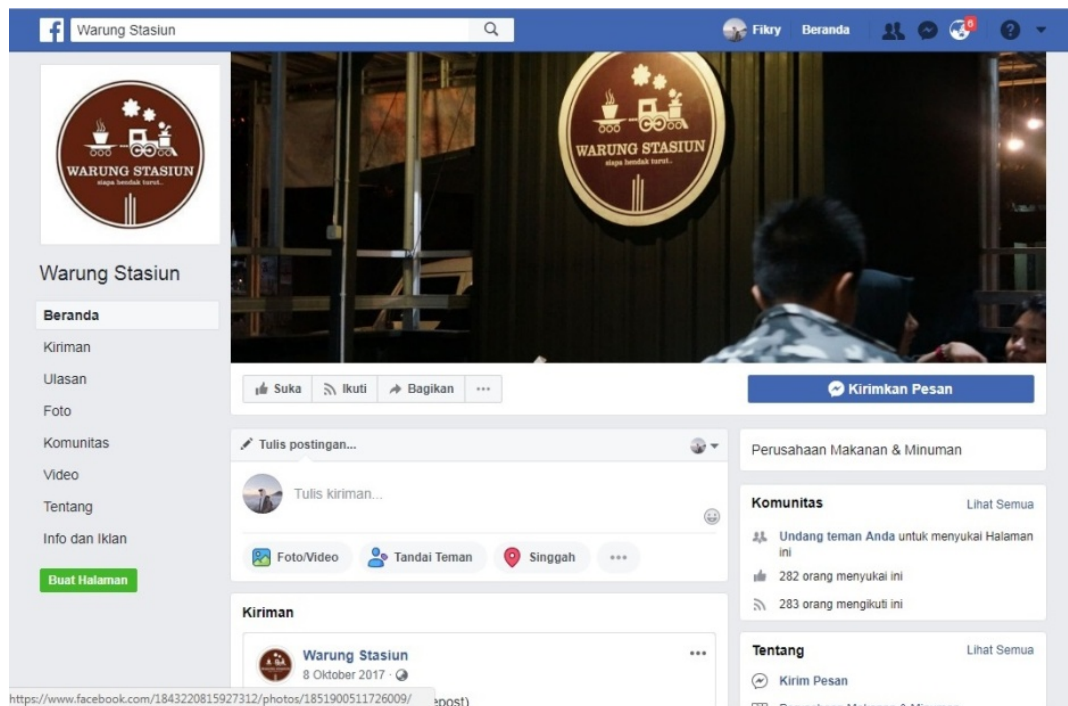 Warung Stasiun
Fikry
Beranda
6
WARUNG STASIUN
siapa hendak turut..
WARUNG STASIUN
siapa hendak turut..
Warung Stasiun
Beranda
Kiriman
Ulasan
Foto
Komunitas
Video
Tentang
Info dan Iklan
Buat Halaman
Suka
Ikuti
Bagikan
Kirimkan Pesan
Tulis postingan...
Tulis kiriman...
Foto/Video
Tandai Teman
Singgah
Kiriman
Warung Stasiun
8 Oktober 2017
Perusahaan Makanan & Minuman
Komunitas
Lihat Semua
Undang teman Anda untuk menyukai Halaman
ini
282 orang menyukai ini
283 orang mengikuti ini
Tentang
Lihat Semua
Kirim Pesan
https://www.facebook.com/1843220815927312/photos/1851900511726009/